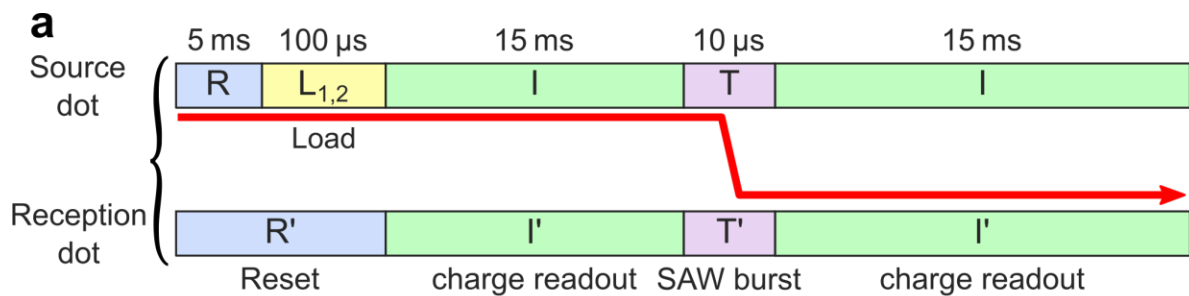 a
5 ms 100 µs 15 ms 10 µs 15 ms
Source
dot
R L1,2 I T I
Load
Reception
dot
R' I' T' I'
Reset charge readout SAW burst charge readout